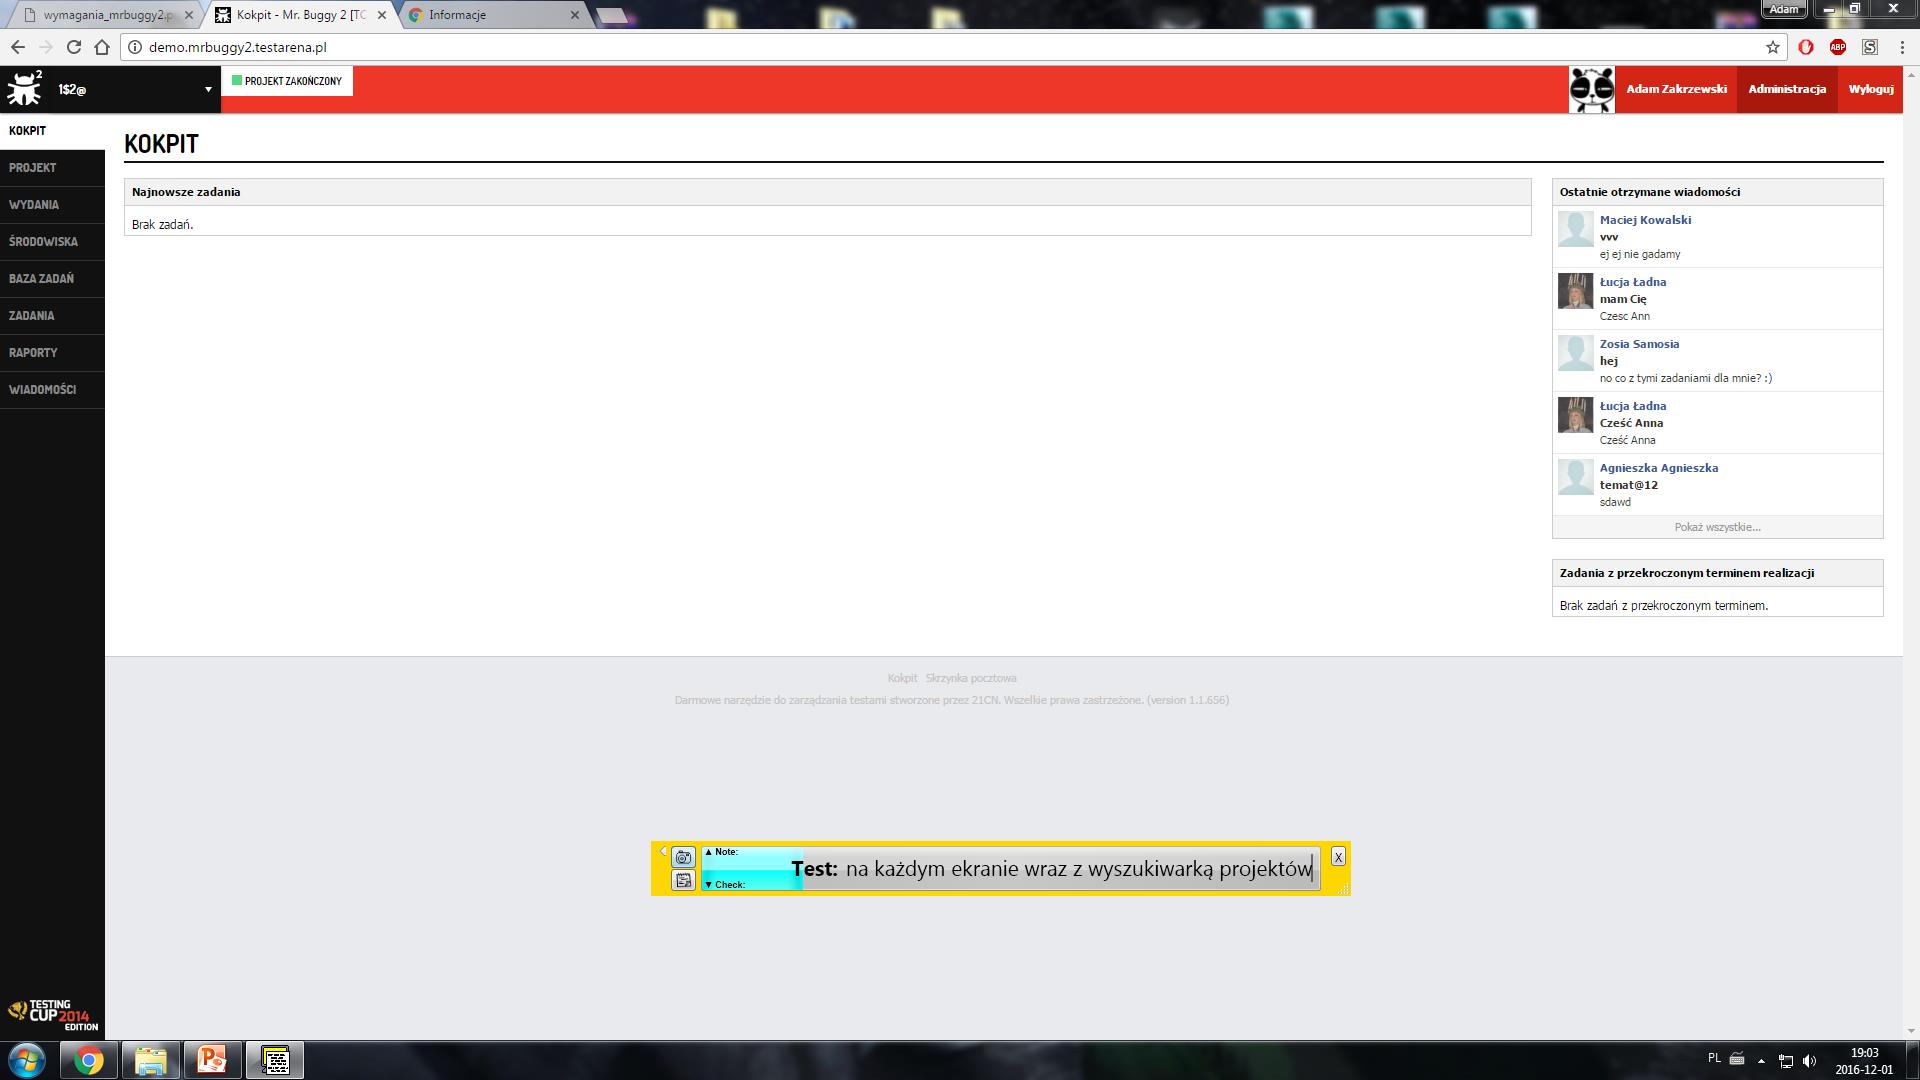 wymagania_mrbuggy2.p
Kokpit - Mr. Buggy 2 [TC
Informacje
Adam
demo.mrbuggy2.testarena.pl
ABP
S
2
1$2@
PROJEKT ZAKOŃCZONY
Adam Zakrzewski
Administracja
Wyloguj
KOKPIT
PROJEKT
WYDANIA
ŚRODOWISKA
BAZA ZADAŃ
ZADANIA
RAPORTY
WIADOMOŚCI
KOKPIT
Najnowsze zadania
Brak zadań.
Ostatnie otrzymane wiadomości
Maciej Kowalski
vvv
ej ej nie gadamy
Łucja Ładna
mam Cię
Czesc Ann
Zosia Samosia
hej
no co z tymi zadaniami dla mnie? :)
Łucja Ładna
Cześć Anna
Cześć Anna
Agnieszka Agnieszka
temat@12
sdawd
Pokaż wszystkie...
Zadania z przekroczonym terminem realizacji
Brak zadań z przekroczonym terminem.
Kokpit Skrzynka pocztowa
Darmowe narzędzie do zarządzania testami stworzone przez 21CN. Wszelkie prawa zastrzeżone. (version 1.1.656)
▲ Note:
Test: na każdym ekranie wraz z wyszukiwarką projektów
▼ Check:
X
TESTING
CUP 2014
EDITION
PL
19:03
2016-12-01